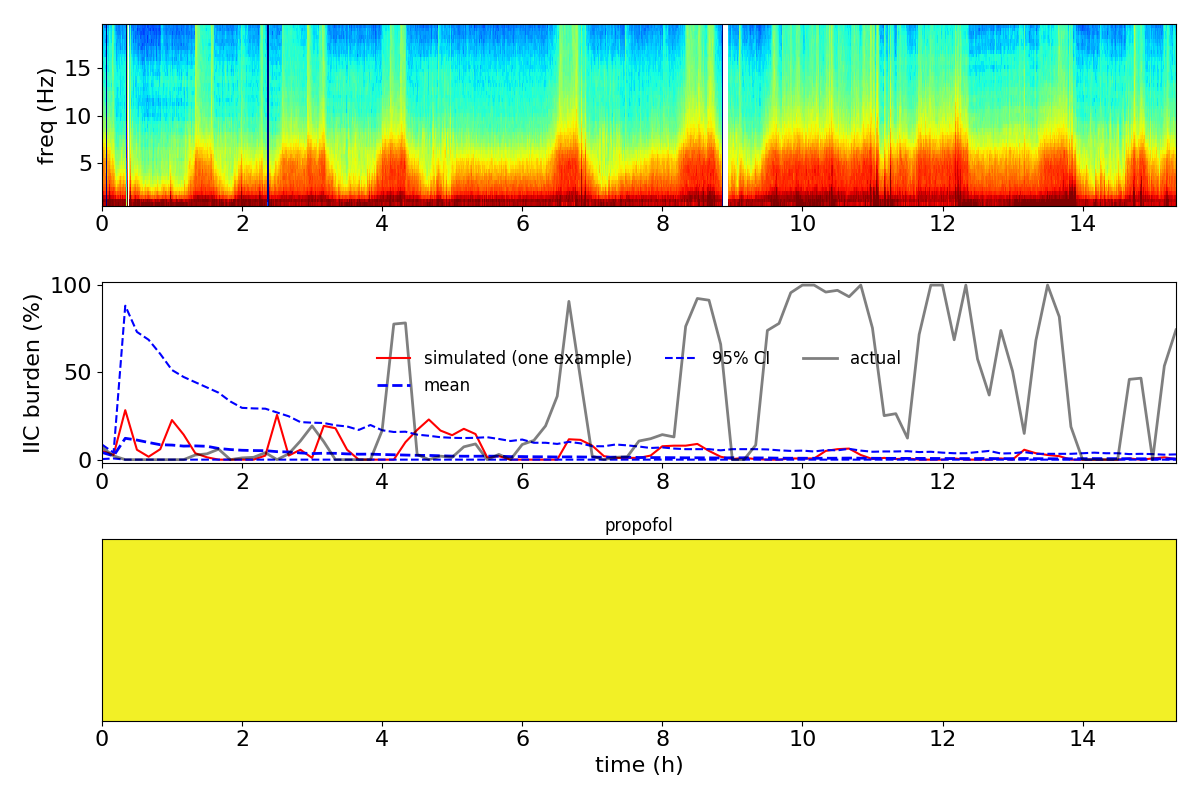 freq (Hz)
15
10
5
0 2 4 6 8 10 12 14
IIC burden (%)
100
50
0
simulated (one example) 95% CI actual
mean
0 2 4 6 8 10 12 14
propofol
0 2 4 6 8 10 12 14
time (h)